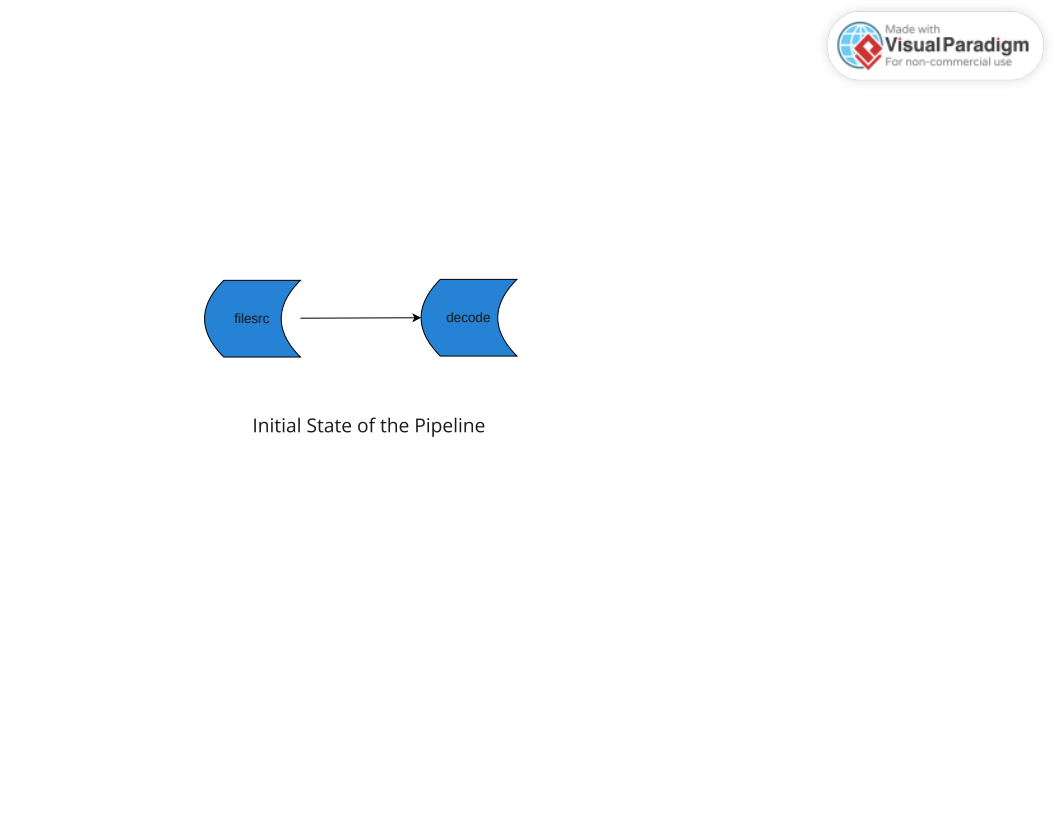 Made with
Visual Paradigm
For non-commercial use
filesrc
decode
Initial State of the Pipeline